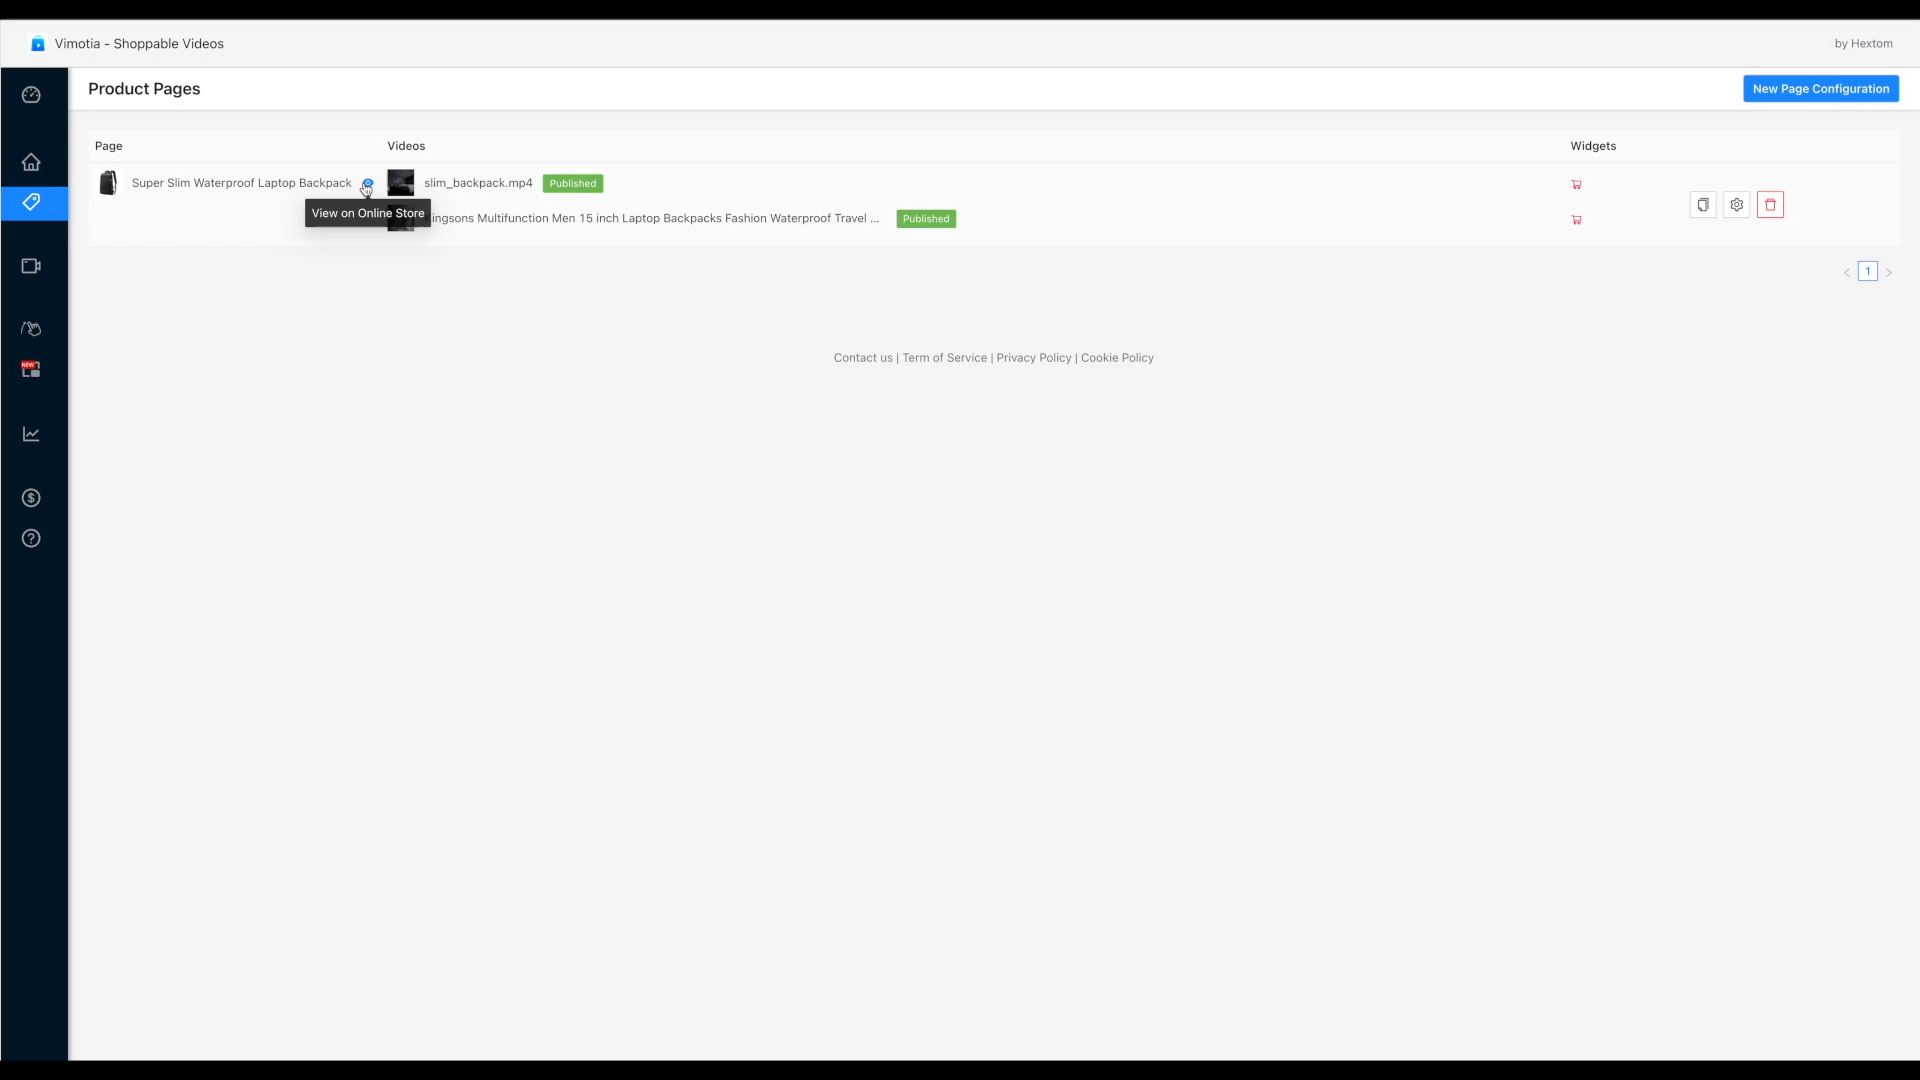 Vimotia - Shoppable Videos
by Hextom
Product Pages
New Page Configuration
Page
Videos
Widgets
Super Slim Waterproof Laptop Backpack
slim_backpack.mp4
Published
View on Online Store
ingsons Multifunction Men 15 inch Laptop Backpacks Fashion Waterproof Travel ...
Published
< 1 >
NEW
Contact us | Term of Service | Privacy Policy | Cookie Policy